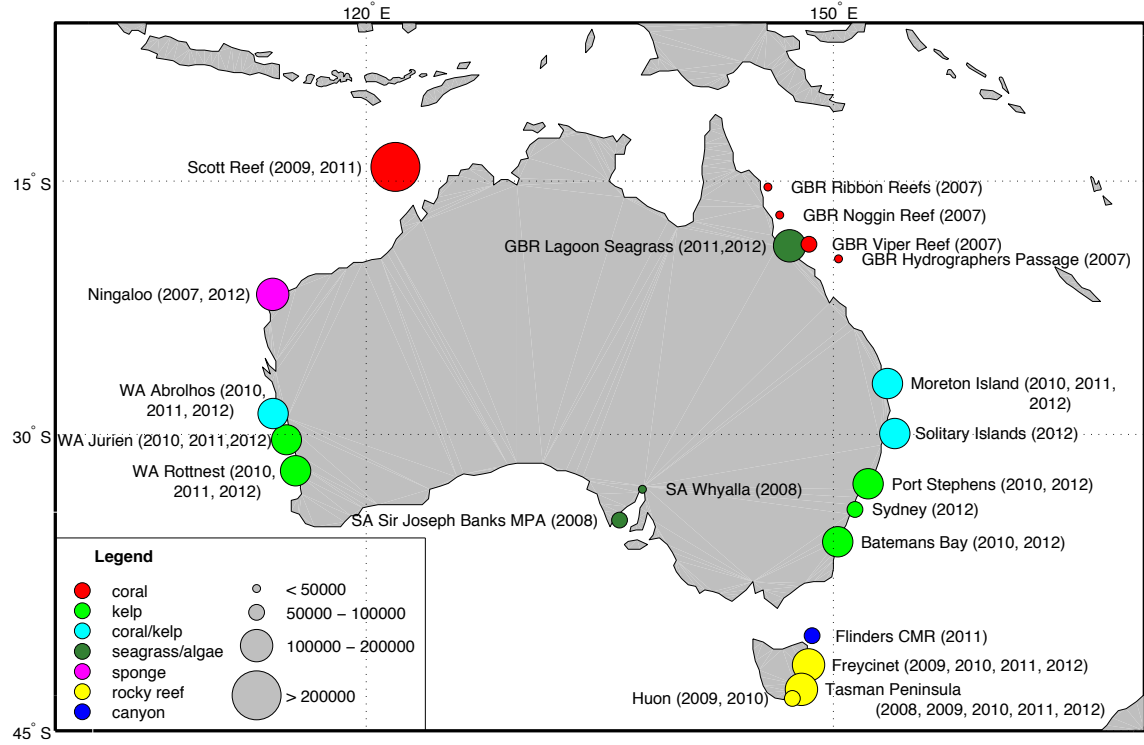 120° E
150° E
Scott Reef (2009, 2011)
15° S
GBR Ribbon Reefs (2007)
GBR Noggin Reef (2007)
GBR Lagoon Seagrass (2011,2012)
GBR Viper Reef (2007)
GBR Hydrographers Passage (2007)
Ningaloo (2007, 2012)
WA Abrolhos (2010,
2011, 2012)
Moreton Island (2010, 2011,
2012)
30° S
WA Jurien (2010, 2011,2012)
Solitary Islands (2012)
WA Rottnest (2010,
2011, 2012)
SA Whyalla (2008)
Port Stephens (2010, 2012)
Sydney (2012)
SA Sir Joseph Banks MPA (2008)
Batemans Bay (2010, 2012)
Legend
coral
kelp
coral/kelp
seagrass/algae
sponge
rocky reef
canyon
< 50000
50000 – 100000
100000 – 200000
> 200000
Flinders CMR (2011)
Freycinet (2009, 2010, 2011, 2012)
Huon (2009, 2010)
Tasman Peninsula
(2008, 2009, 2010, 2011, 2012)
45° S